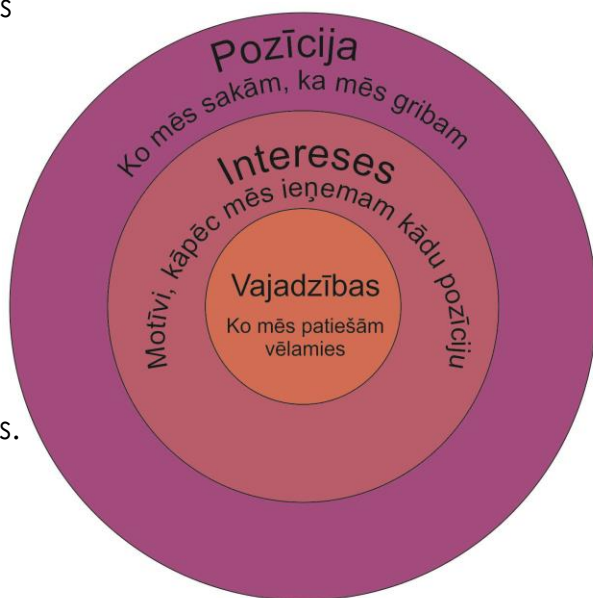 s
Pozīcija
Ko mēs sakām, ka mēs gribam
Intereses
Motīvi, kāpēc mēs ieņemam kādu pozīciju
Vajadzības
Ko mēs patiešām
vēlamies
s.